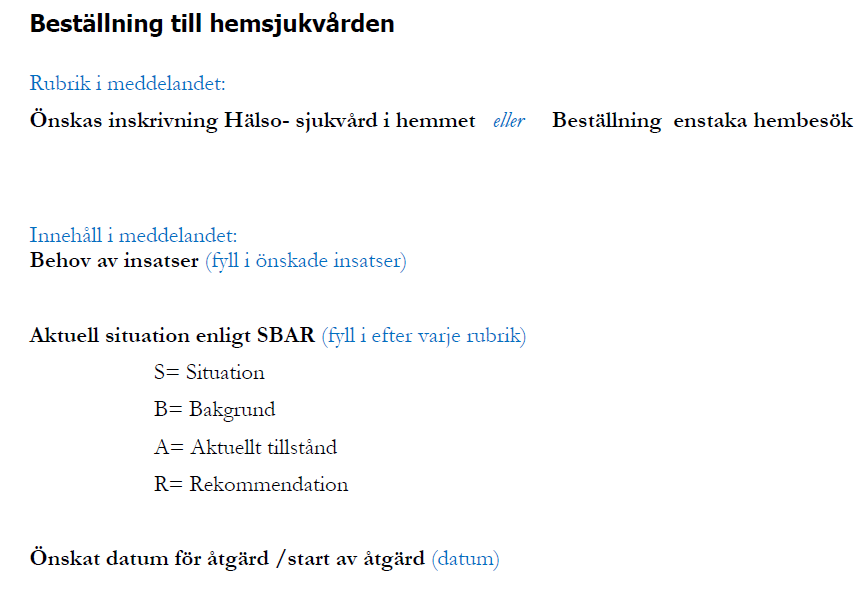 Beställning till hemsjukvården
Rubrik i meddelandet:
Önskas inskrivning Hälso- sjukvård i hemmet eller Beställning enstaka hembesök
Innehåll i meddelandet:
Behov av insatser (fyll i önskade insatser)
Aktuell situation enligt SBAR (fyll i efter varje rubrik)
S= Situation
B= Bakgrund
A= Aktuellt tillstånd
R= Rekommendation
Önskat datum för åtgärd /start av åtgärd (datum)